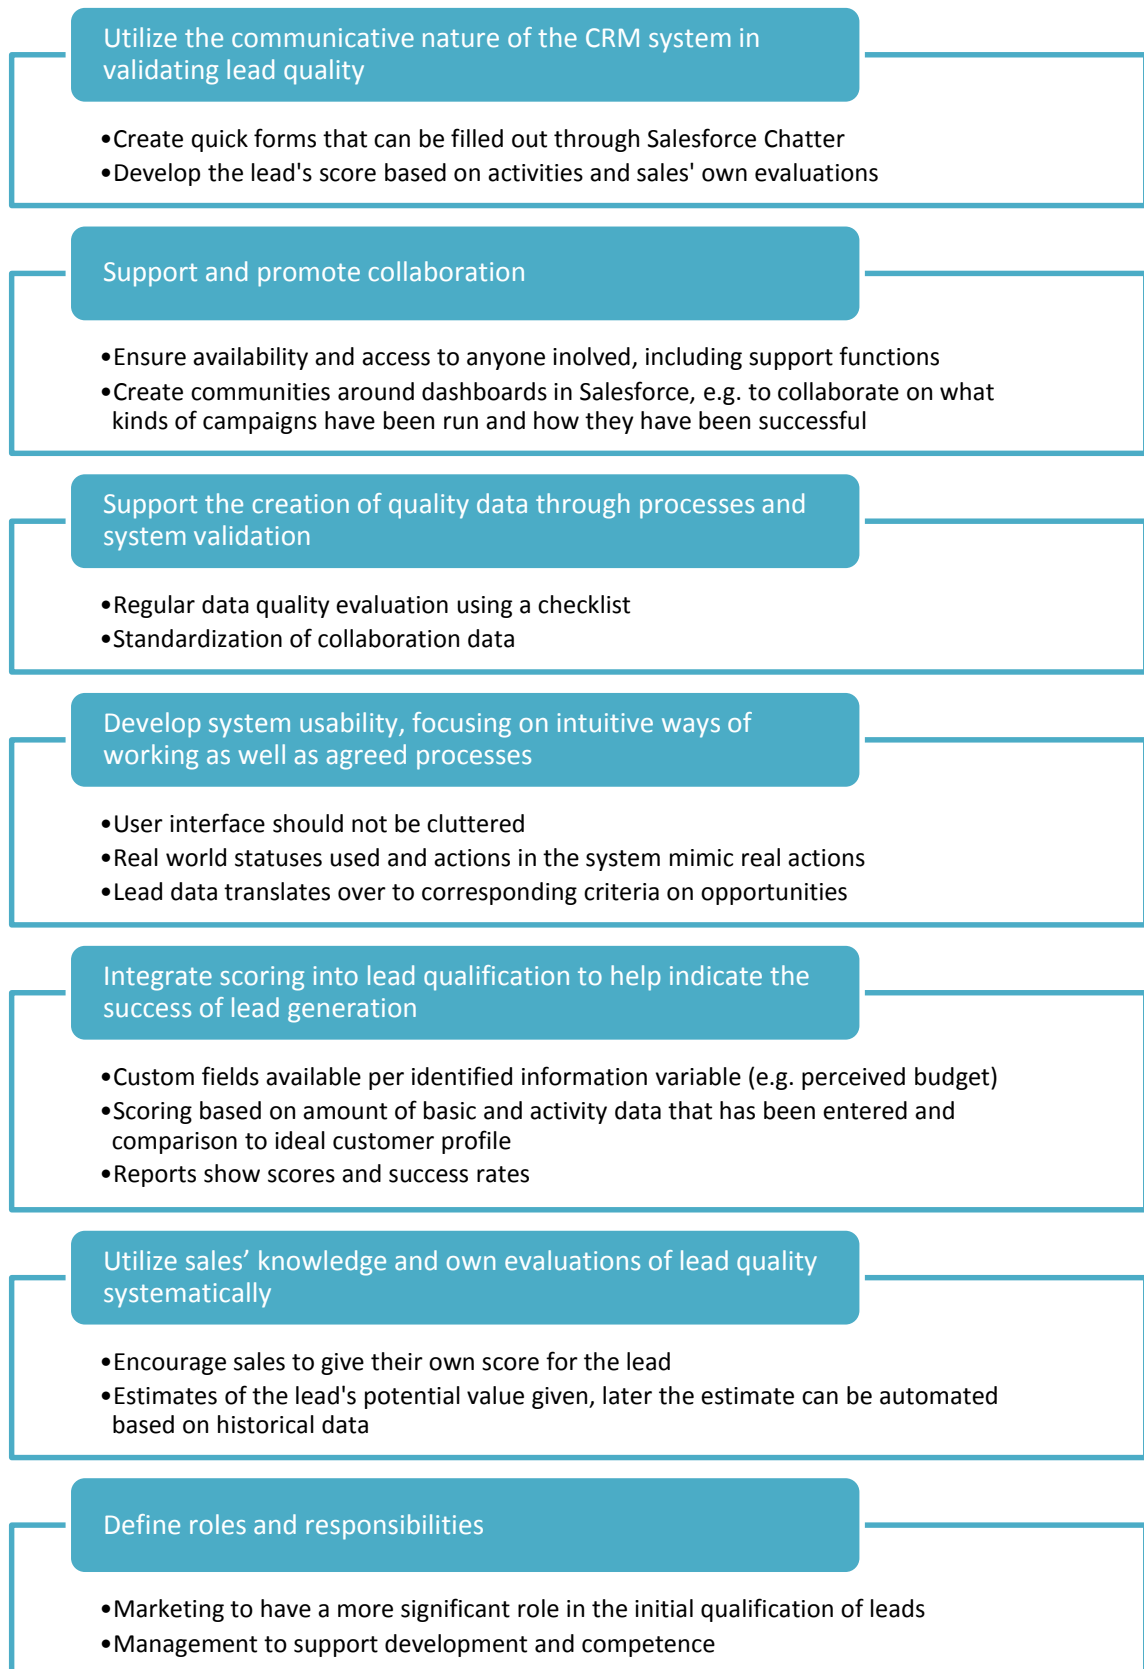 Utilize the communicative nature of the CRM system in
validating lead quality
•Create quick forms that can be filled out through Salesforce Chatter
•Develop the lead's score based on activities and sales' own evaluations
Support and promote collaboration
•Ensure availability and access to anyone inolved, including support functions
•Create communities around dashboards in Salesforce, e.g. to collaborate on what
kinds of campaigns have been run and how they have been successful
Support the creation of quality data through processes and
system validation
•Regular data quality evaluation using a checklist
•Standardization of collaboration data
Develop system usability, focusing on intuitive ways of
working as well as agreed processes
•User interface should not be cluttered
•Real world statuses used and actions in the system mimic real actions
•Lead data translates over to corresponding criteria on opportunities
Integrate scoring into lead qualification to help indicate the
success of lead generation
•Custom fields available per identified information variable (e.g. perceived budget)
•Scoring based on amount of basic and activity data that has been entered and
comparison to ideal customer profile
•Reports show scores and success rates
Utilize sales’ knowledge and own evaluations of lead quality
systematically
•Encourage sales to give their own score for the lead
•Estimates of the lead's potential value given, later the estimate can be automated
based on historical data
Define roles and responsibilities
•Marketing to have a more significant role in the initial qualification of leads
•Management to support development and competence